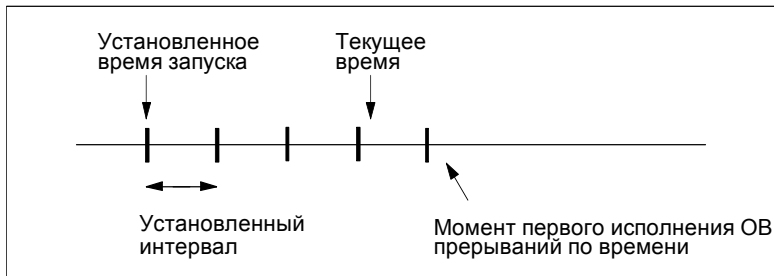 Установленное
время запуска
Текущее
время
Установленный
интервал
Момент первого исполнения OB
прерываний по времени